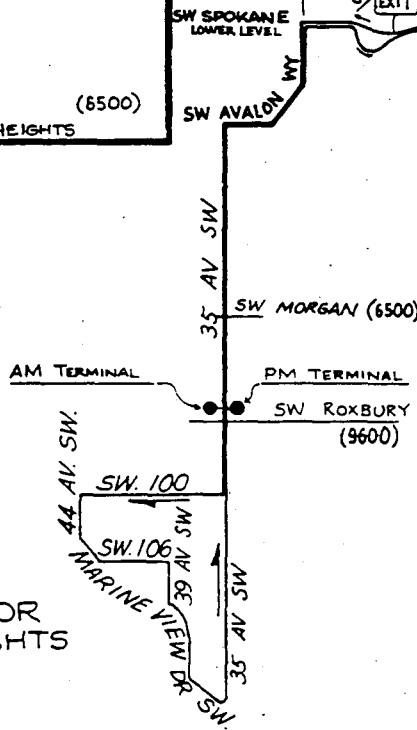 SW SPOKANE
LOWER LEVEL
EXIT
(6500)
HEIGHTS
SW AVALON WY
35 AV SW
SW MORGAN (6500)
AM TERMINAL
PM TERMINAL
SW ROXBURY
(9600)
44 AV. SW.
SW. 100
SW. 106
39 AV SW
MARINE VIEW DR SW.
35 AV SW
OR
HTS